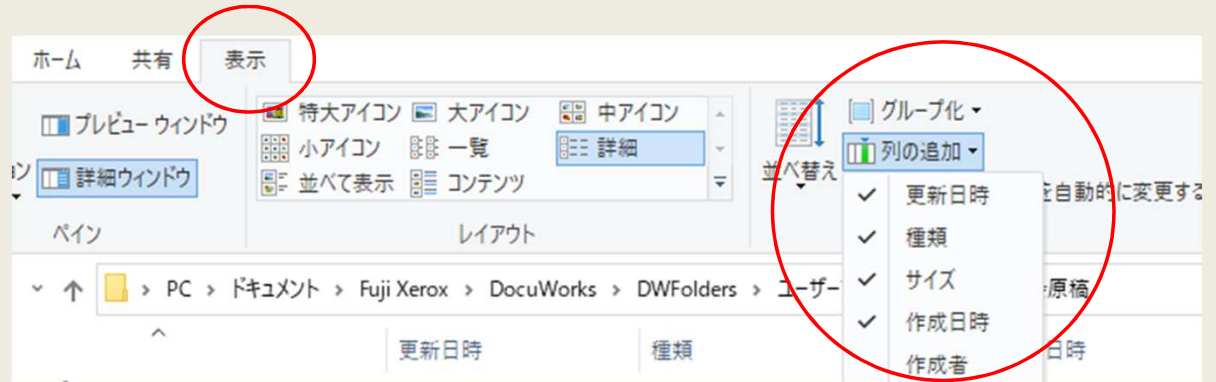 ホーム 共有 表示
プレビュー ウィンドウ
詳細ウィンドウ
ペイン
特大アイコン 大アイコン 中アイコン
小アイコン 一覧 詳細
並べて表示 コンテンツ
レイアウト
並べ替え
グループ化
列の追加
更新日時
種類
サイズ
作成日時
作成者
を自動的に変更する
PC > ドキュメント > Fuji Xerox > DocuWorks > DWFolders > ユーザー 原稿
更新日時 種類 日時